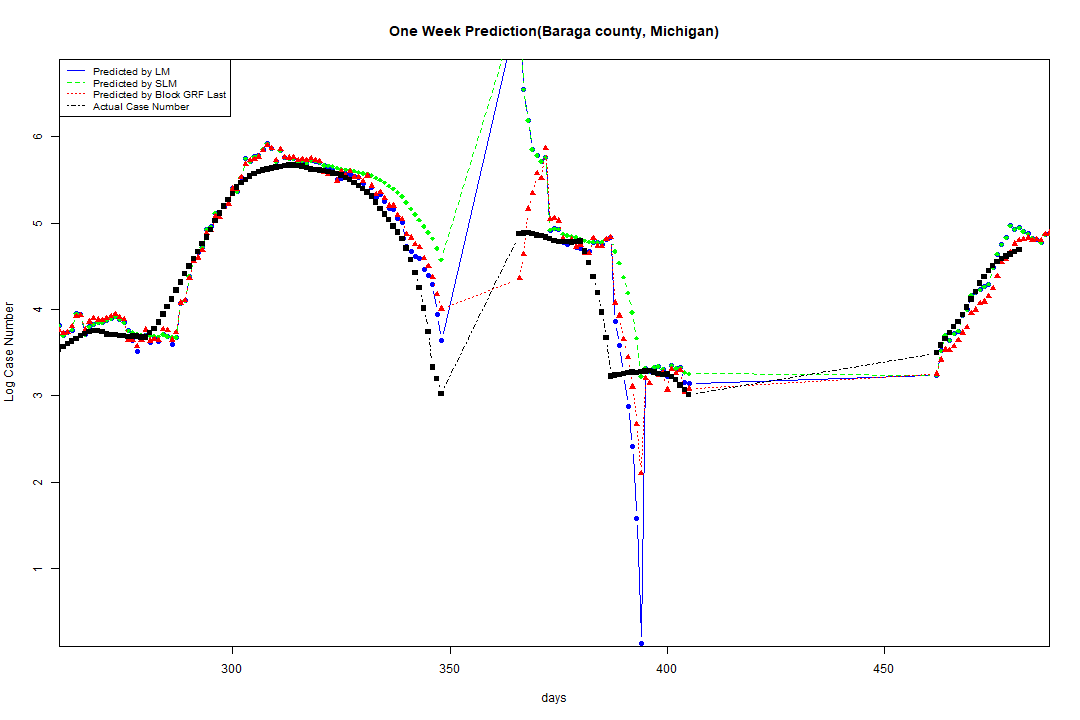 One Week Prediction(Baraga county, Michigan)
Predicted by LM
Predicted by SLM
Predicted by Block GRF Last
Actual Case Number
6
5
4
3
2
1
Log Case Number
300 350 400 450
days